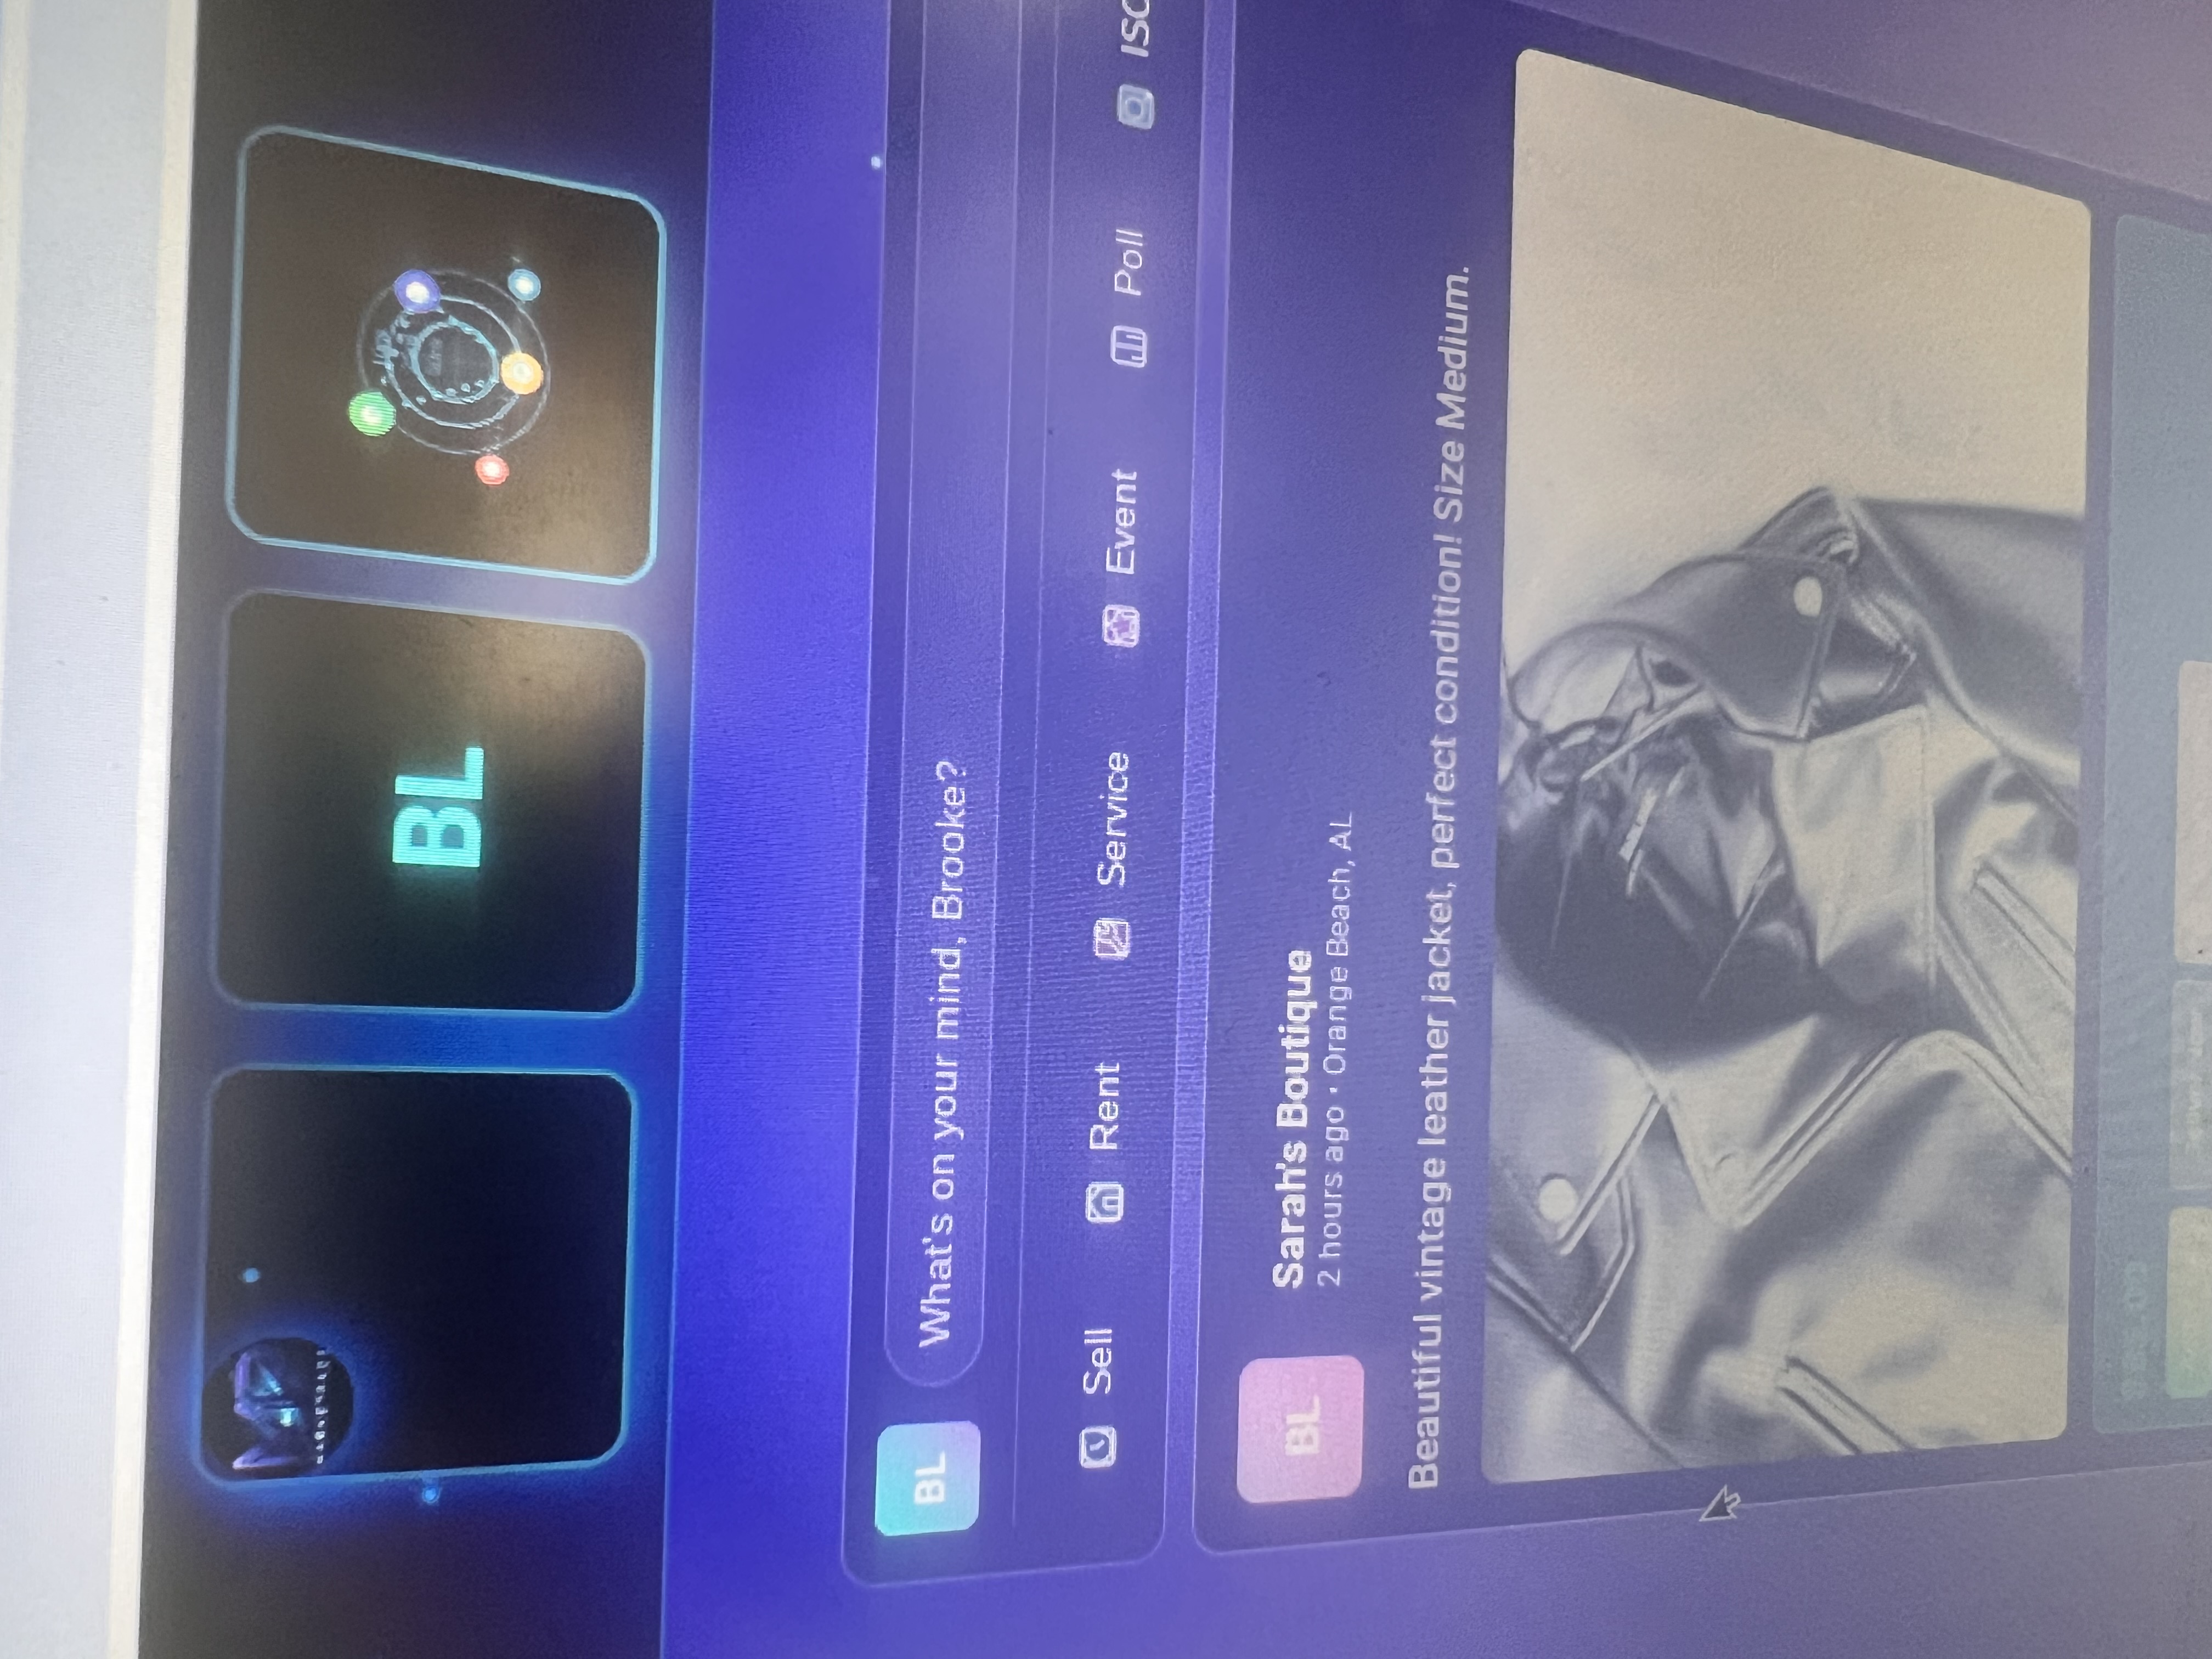 MP
BL
BL
What's on your mind, Brooke?
Sell
Rent
Service
Event
Poll
BL
Sarah's Boutique
2 hours ago • Orange Beach, AL
Beautiful vintage leather jacket, perfect condition! Size Medium.